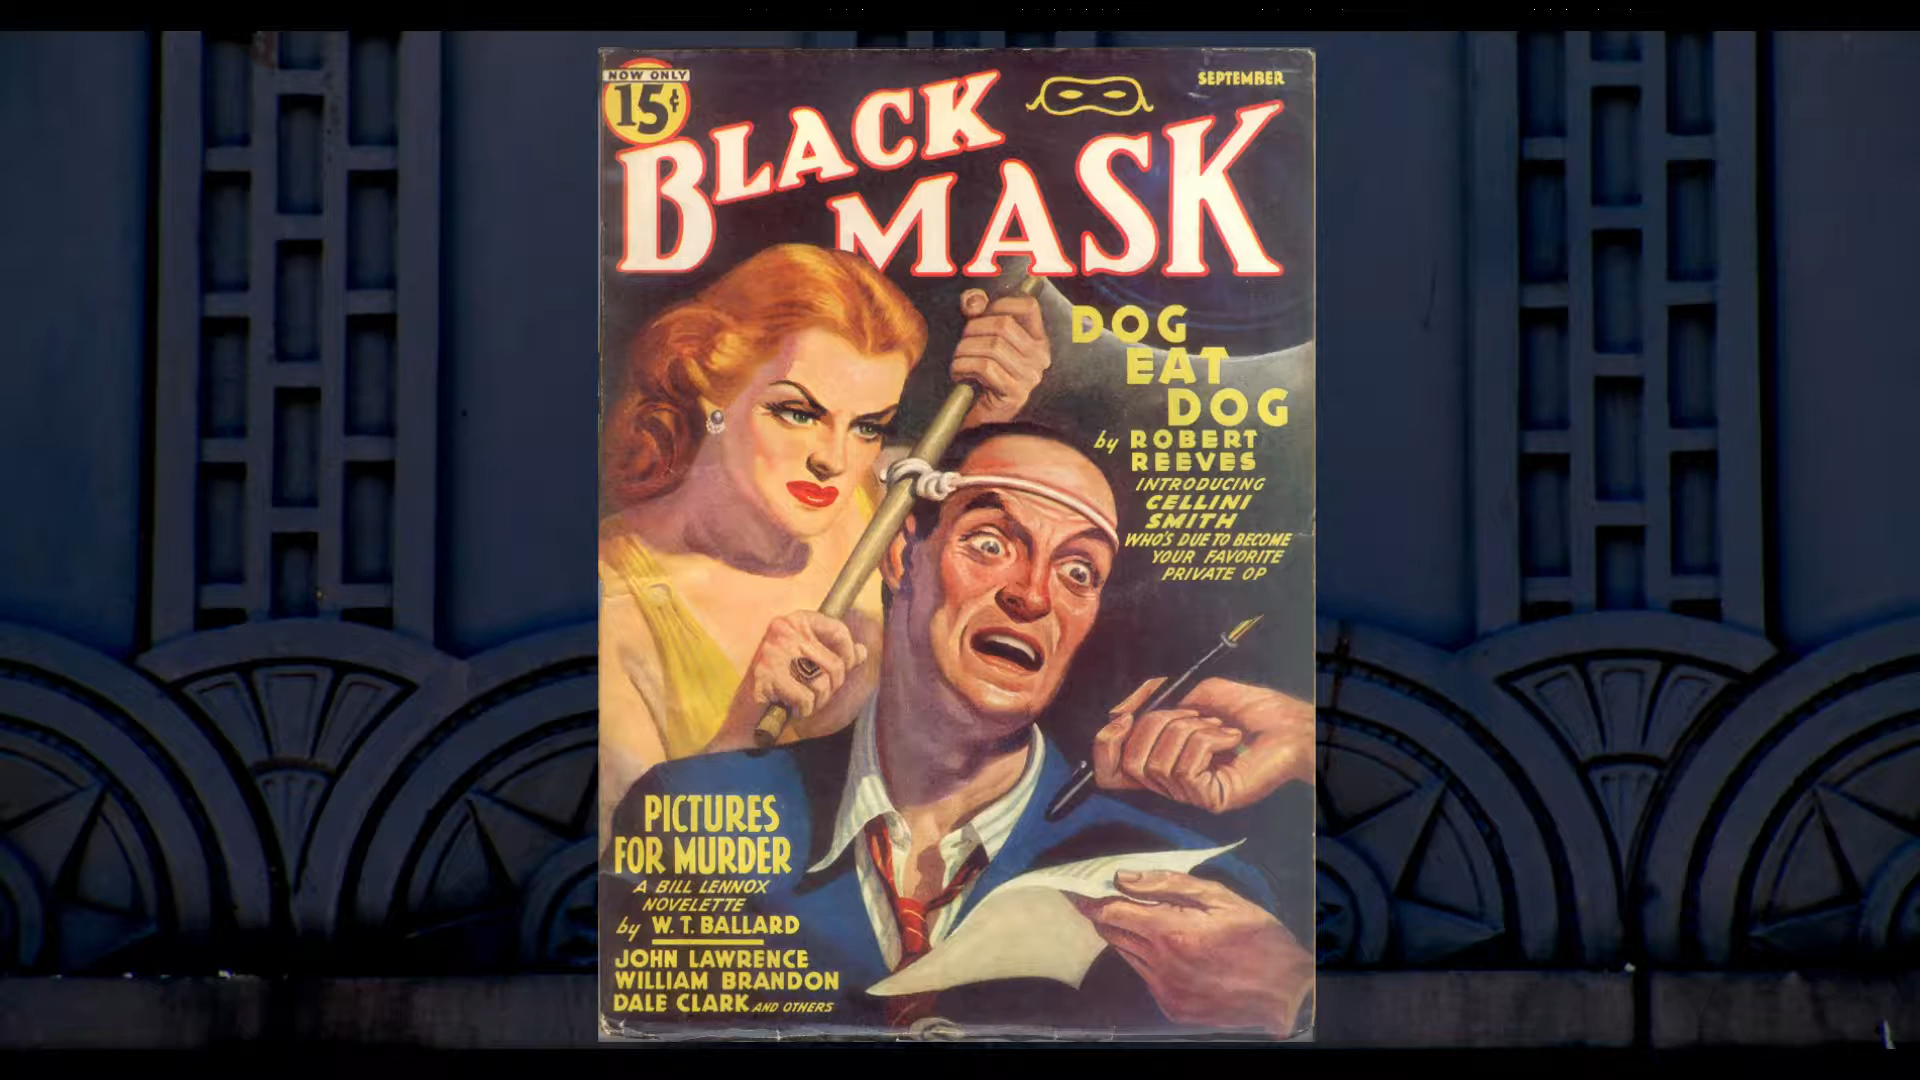 NOW ONLY
15¢
SEPTEMBER
BLACK
MASK
DOG
EAT
DOG
by ROBERT
REEVES
INTRODUCING
CELLINI
SMITH
WHO'S DUE TO BECOME
YOUR FAVORITE
PRIVATE OP
PICTURES
FOR MURDER
A BILL LENNOX
NOVELETTE
by W. T. BALLARD
JOHN LAWRENCE
WILLIAM BRANDON
DALE CLARK AND OTHERS